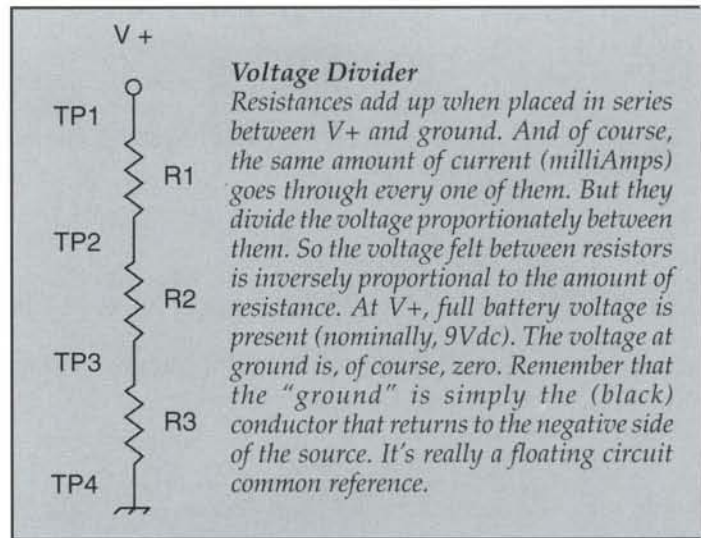 V +
TP1
R1
TP2
R2
TP3
R3
TP4
Voltage Divider
Resistances add up when placed in series
between V+ and ground. And of course,
the same amount of current (milliAmps)
goes through every one of them. But they
divide the voltage proportionately between
them. So the voltage felt between resistors
is inversely proportional to the amount of
resistance. At V+, full battery voltage is
present (nominally, 9Vdc). The voltage at
ground is, of course, zero. Remember that
the “ground” is simply the (black)
conductor that returns to the negative side
of the source. It's really a floating circuit
common reference.